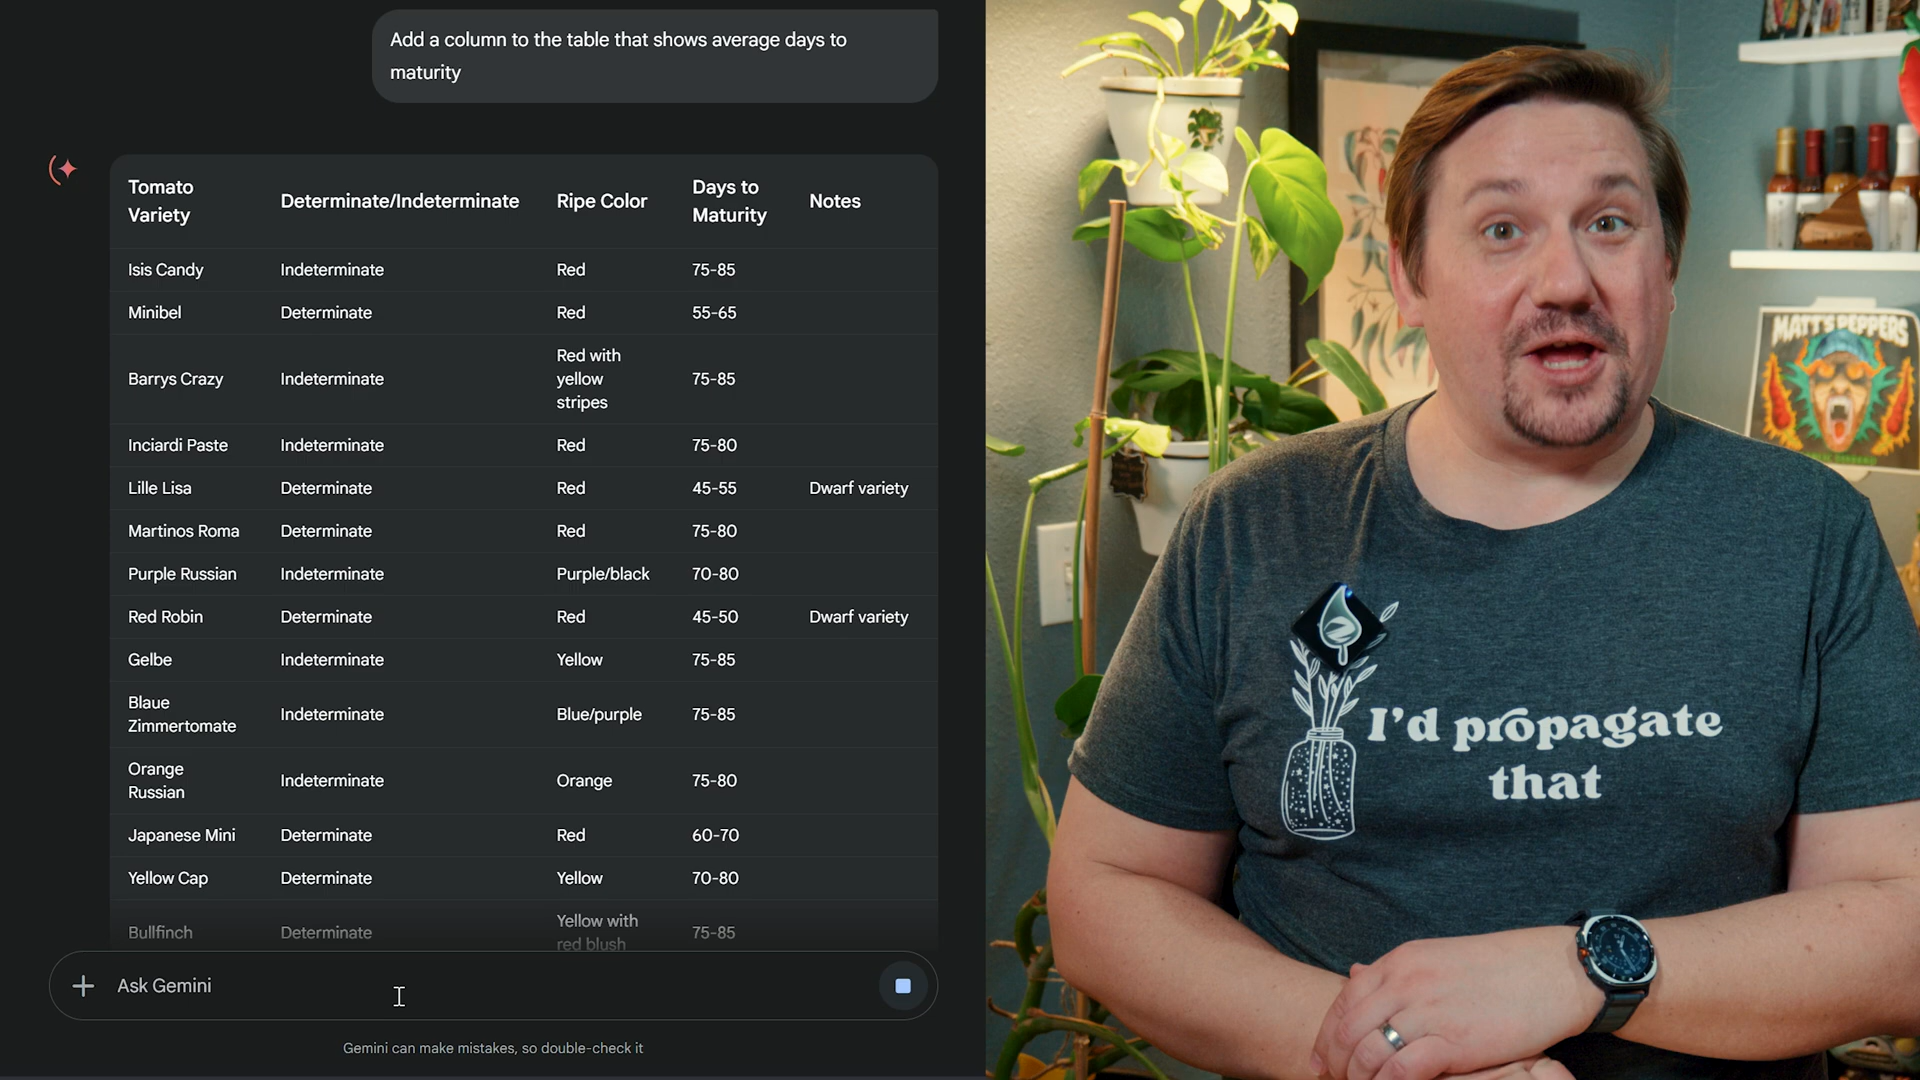 Add a column to the table that shows average days to
maturity
Tomato Variety Determinate/Indeterminate Ripe Color Days to Maturity Notes
Isis Candy Indeterminate Red 75-85
Minibel Determinate Red 55-65
Barrys Crazy Indeterminate Red with yellow stripes 75-85
Inciardi Paste Indeterminate Red 75-80
Lille Lisa Determinate Red 45-55 Dwarf variety
Martinos Roma Determinate Red 75-80
Purple Russian Indeterminate Purple/black 70-80
Red Robin Determinate Red 45-50 Dwarf variety
Gelbe Indeterminate Yellow 75-85
Blaue Zimmertomate Indeterminate Blue/purple 75-85
Orange Russian Indeterminate Orange 75-80
Japanese Mini Determinate Red 60-70
Yellow Cap Determinate Yellow 70-80
Bullfinch Determinate Yellow with red blush 75-85
Ask Gemini
Gemini can make mistakes, so double-check it
MATT'S PEPPERS
I'd propagate
that